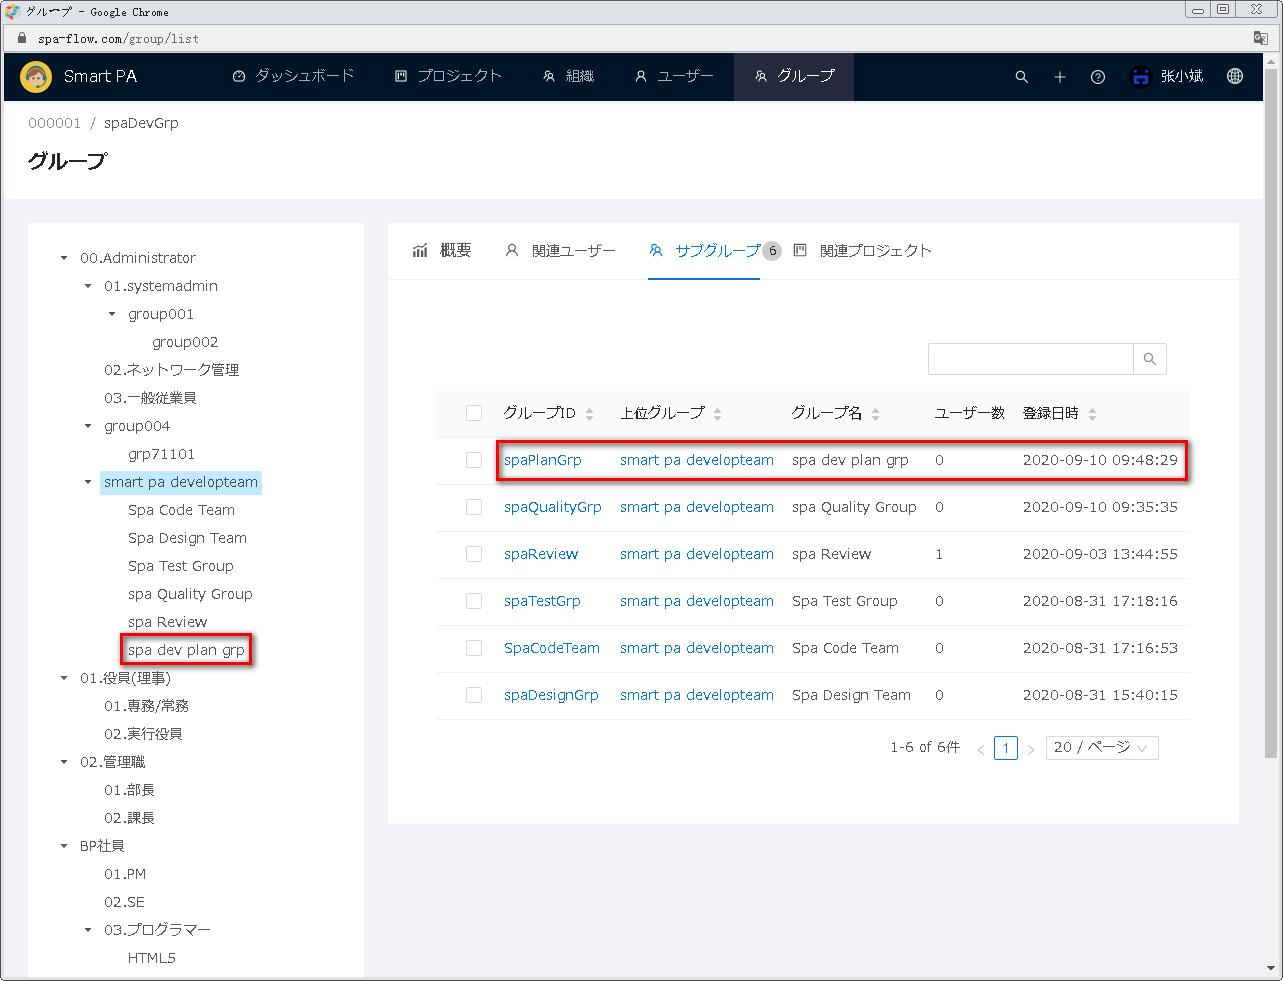 グループ - Google Chrome
spa-flow.com/group/list
Smart PA ダッシュボード プロジェクト 組織 ユーザー グループ 张小斌
000001 / spaDevGrp
グループ
00.Administrator
01.systemadmin
group001
group002
02.ネットワーク管理
03.一般従業員
group004
grp71101
smart pa developteam
Spa Code Team
Spa Design Team
Spa Test Group
spa Quality Group
spa Review
spa dev plan grp
01.役員(理事)
01.専務/常務
02.実行役員
02.管理職
01.部長
02.課長
BP社員
01.PM
02.SE
03.プログラマー
HTML5
概要 関連ユーザー サブグループ 6 関連プロジェクト
グループID 上位グループ グループ名 ユーザー数 登録日時
spaPlanGrp smart pa developteam spa dev plan grp 0 2020-09-10 09:48:29
spaQualityGrp smart pa developteam spa Quality Group 0 2020-09-10 09:35:35
spaReview smart pa developteam spa Review 1 2020-09-03 13:44:55
spaTestGrp smart pa developteam Spa Test Group 0 2020-08-31 17:18:16
SpaCodeTeam smart pa developteam Spa Code Team 0 2020-08-31 17:16:53
spaDesignGrp smart pa developteam Spa Design Team 0 2020-08-31 15:40:15
1-6 of 6件 < 1 > 20 / ページ